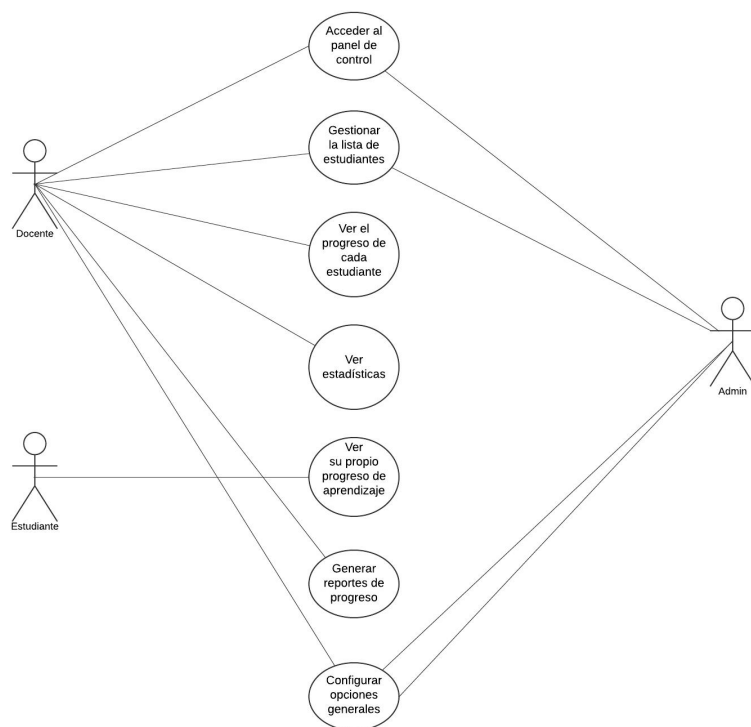 Acceder al
panel de
control
Gestionar
la lista de
estudiantes
Docente
Ver el
progreso de
cada
estudiante
Ver
estadísticas
Admin
Ver
su propio
progreso de
aprendizaje
Estudiante
Generar
reportes de
progreso
Configurar
opciones
generales